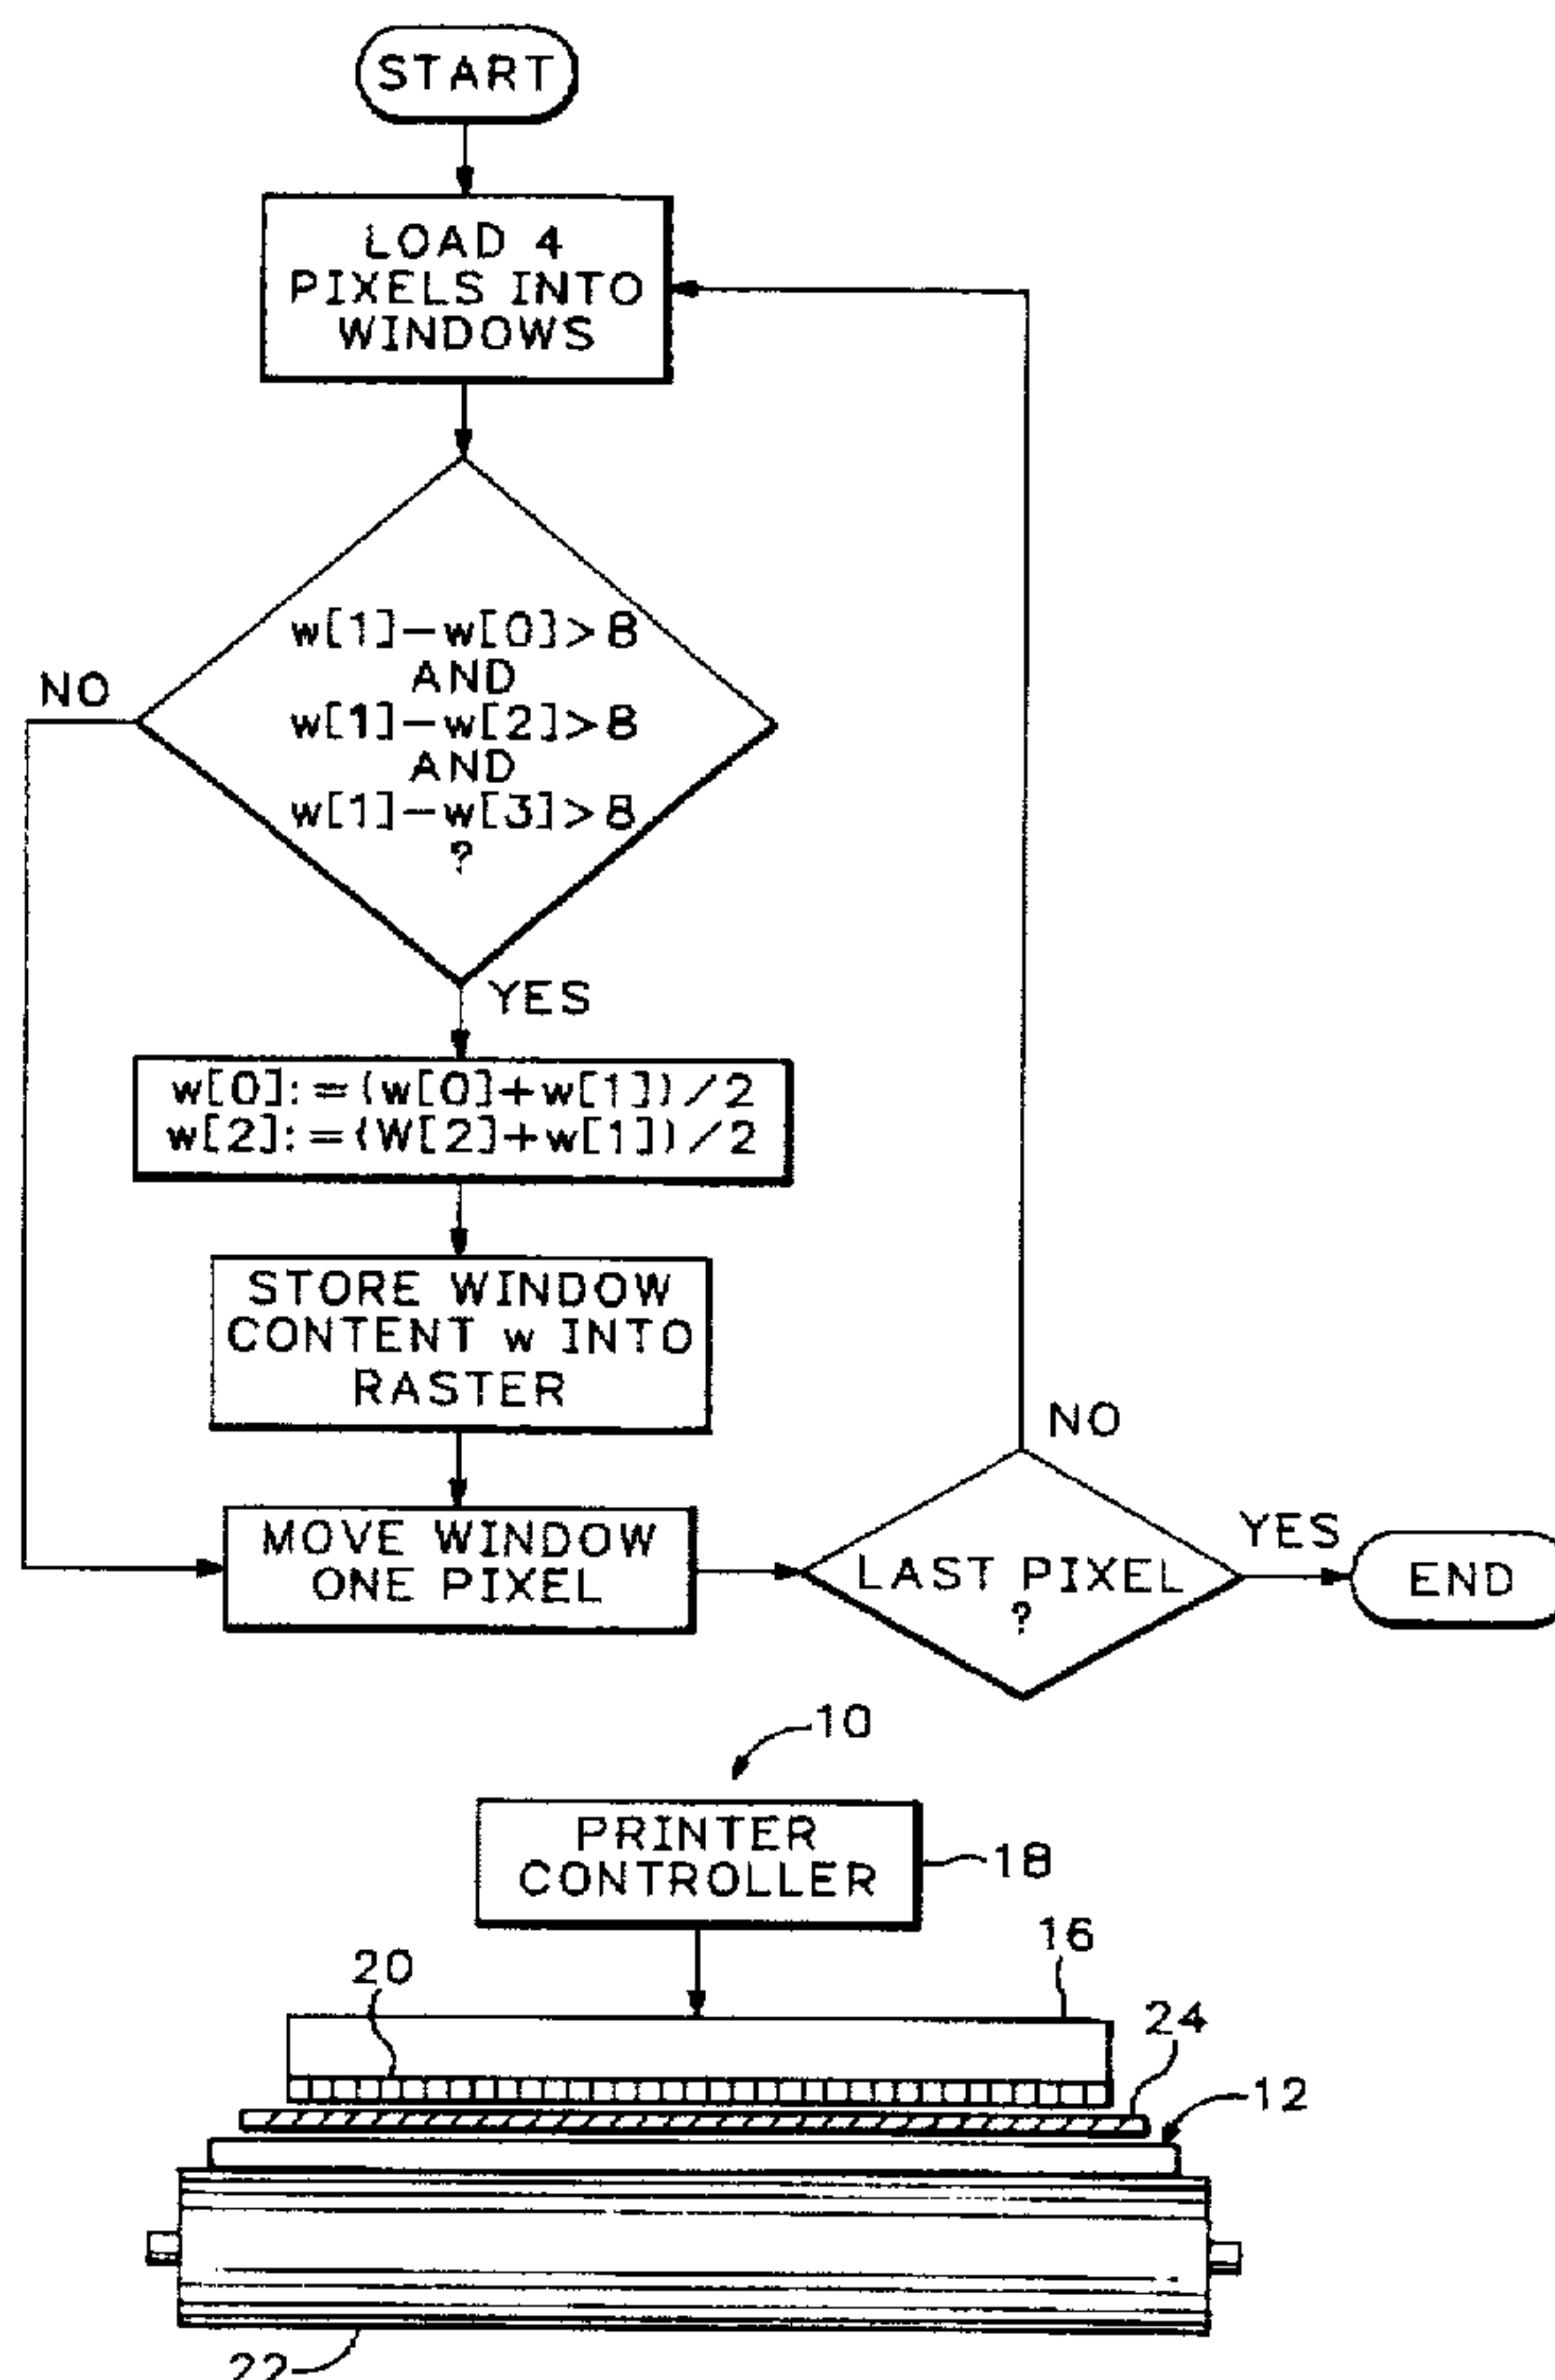 START
LOAD 4
PIXELS INTO
WINDOWS
w[1]-w[0]>8
AND
w[1]-w[2]>8
AND
w[1]-w[3]>8
?
NO
YES
w[0]:=(w[0]+w[1])/2
w[2]:=(W[2]+w[1])/2
STORE WINDOW
CONTENT w INTO
RASTER
MOVE WINDOW
ONE PIXEL
NO
LAST PIXEL
?
YES
END
10
PRINTER
CONTROLLER
18
16
20
24
12
22